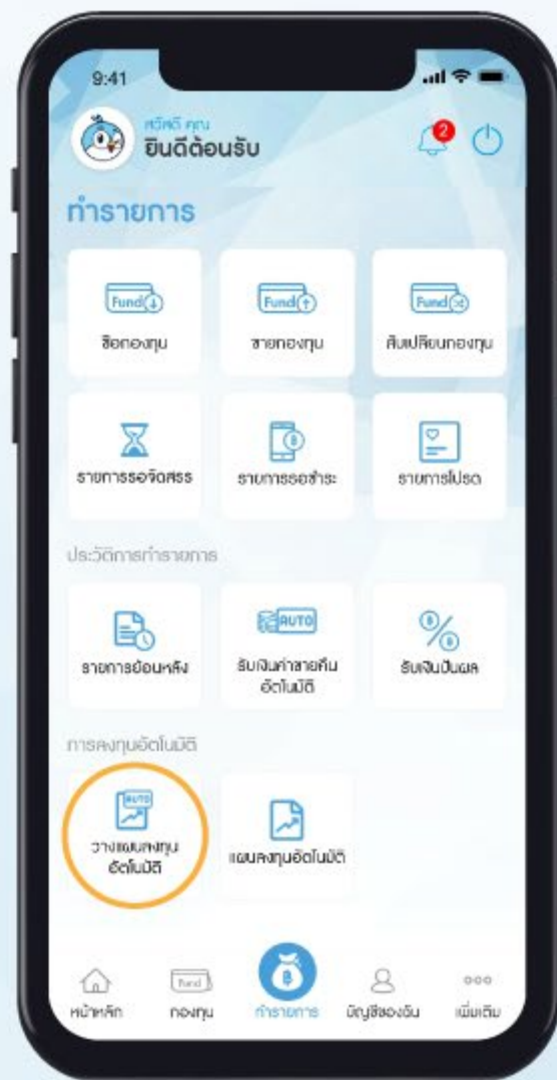 9:41
สวัสดี คุณ
ยินดีต้อนรับ
2
ทำรายการ
Fund
Fund
Fund
ซื้อกองทุน
ขายกองทุน
สับเปลี่ยนกองทุน
รายการรอจัดสรร
รายการรอชำระ
รายการโปรด
ประวัติการทำรายการ
AUTO
รายการย้อนหลัง
รับเงินค่าขายคืน
อัตโนมัติ
รับเงินปันผล
การลงทุนอัตโนมัติ
AUTO
วางแผนลงทุน
อัตโนมัติ
แผนลงทุนอัตโนมัติ
Fund
หน้าหลัก
กองทุน
ทำรายการ
บัญชีของฉัน
เพิ่มเติม